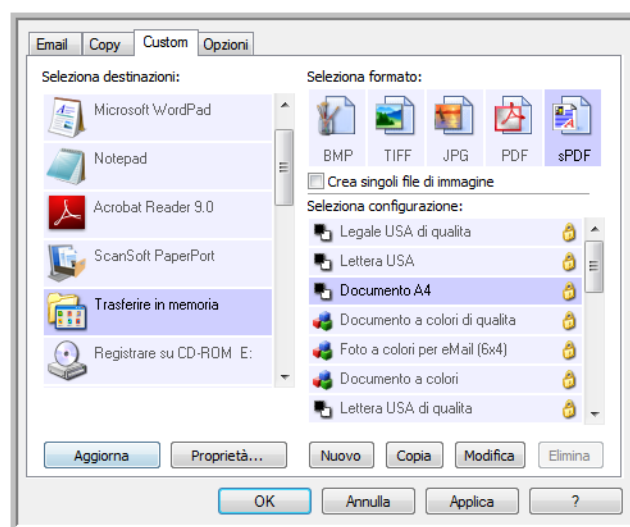 Email Copy Custom Opzioni
Seleziona destinazioni:
Microsoft WordPad
Notepad
Acrobat Reader 9.0
ScanSoft PaperPort
Trasferire in memoria
Registrare su CD-ROM E:
Aggiorna Proprietà...
Seleziona formato:
BMP TIFF JPG PDF sPDF
Crea singoli file di immagine
Seleziona configurazione:
Legale USA di qualita
Lettera USA
Documento A4
Documento a colori di qualita
Foto a colori per eMail (6x4)
Documento a colori
Lettera USA di qualita
Nuovo Copia Modifica Elimina
OK Annulla Applica ?